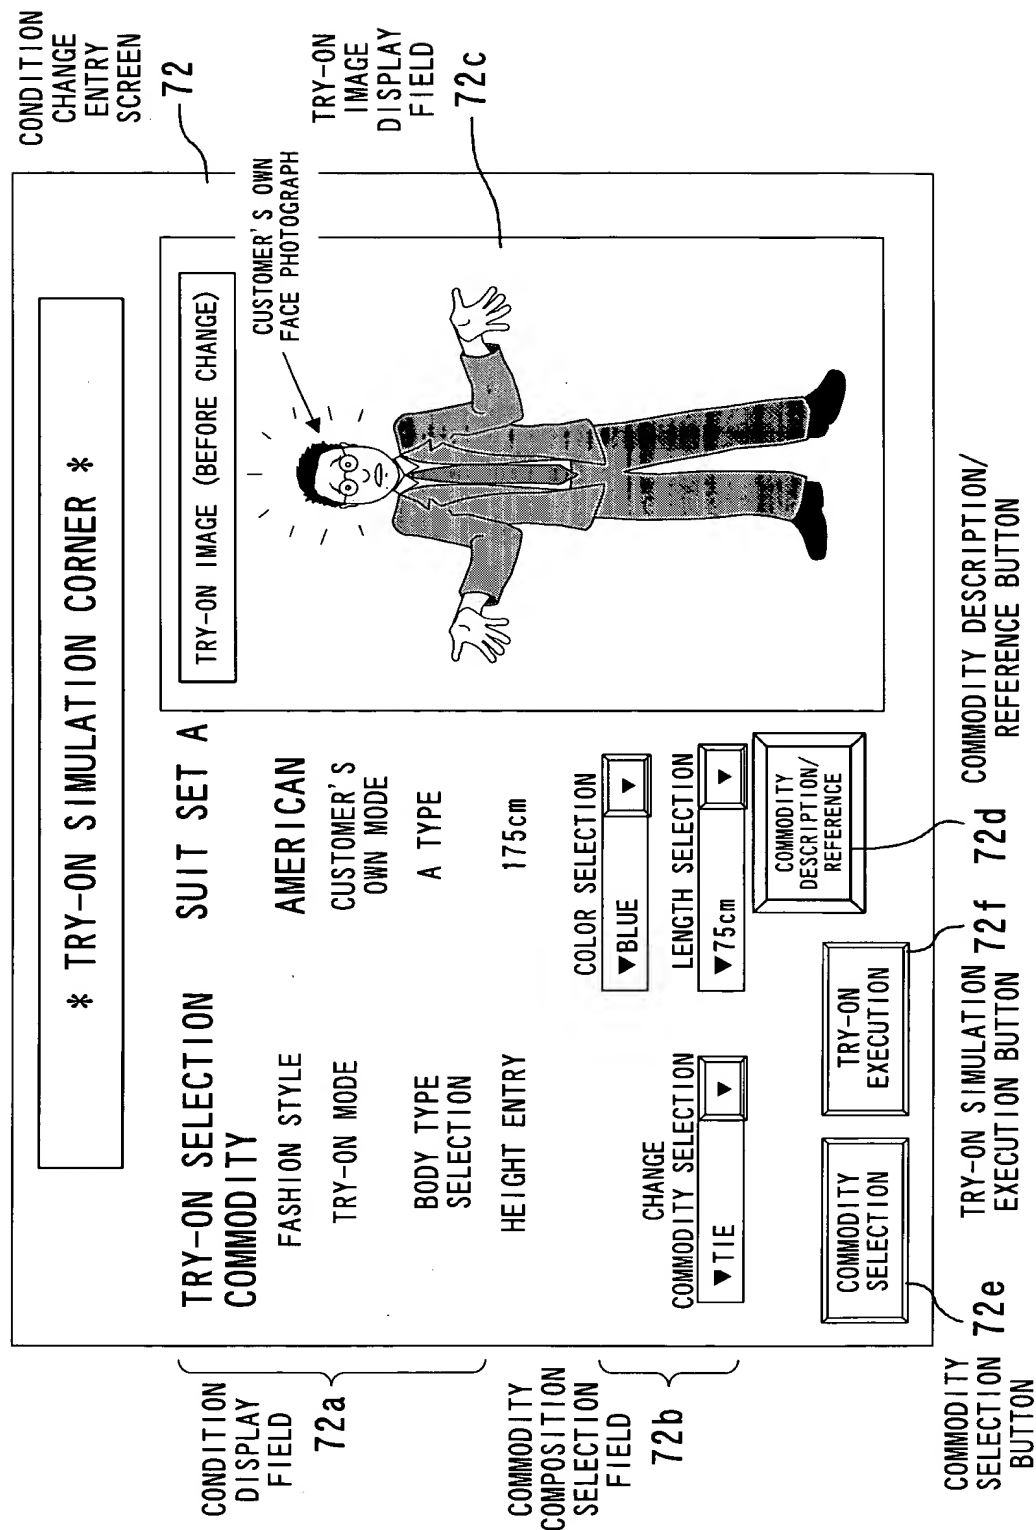 CONDITION
CHANGE
ENTRY
SCREEN
72
* TRY-ON SIMULATION CORNER *
TRY-ON SELECTION
COMMODITY
SUIT SET A
FASHION STYLE
AMERICAN
TRY-ON MODE
CUSTOMER'S
OWN MODE
BODY TYPE
SELECTION
A TYPE
HEIGHT ENTRY
175cm
CHANGE
COMMODITY SELECTION
▼TIE ▼
COLOR SELECTION
▼BLUE ▼
LENGTH SELECTION
▼75cm ▼
COMMODITY
SELECTION
TRY-ON
EXECUTION
COMMODITY
DESCRIPTION/
REFERENCE
TRY-ON IMAGE (BEFORE CHANGE)
CUSTOMER'S OWN
FACE PHOTOGRAPH
TRY-ON
IMAGE
DISPLAY
FIELD
72c
CONDITION
DISPLAY
FIELD
72a
COMMODITY
COMPOSITION
SELECTION
FIELD
72b
COMMODITY
SELECTION
BUTTON
72e
TRY-ON SIMULATION
EXECUTION BUTTON
72f
72d
COMMODITY DESCRIPTION/
REFERENCE BUTTON